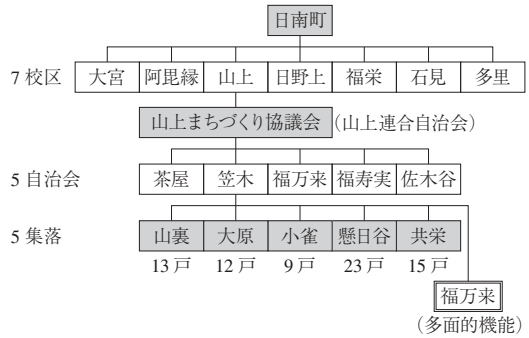 日南町
7 校区 大宮 阿毘縁 山上 日野上 福栄 石見 多里
山上まちづくり協議会 (山上連合自治会)
5 自治会 茶屋 笠木 福万来 福寿実 佐木谷
5 集落 山裏 大原 小雀 懸日谷 共栄
13 戸 12 戸 9 戸 23 戸 15 戸
福万来
(多面的機能)